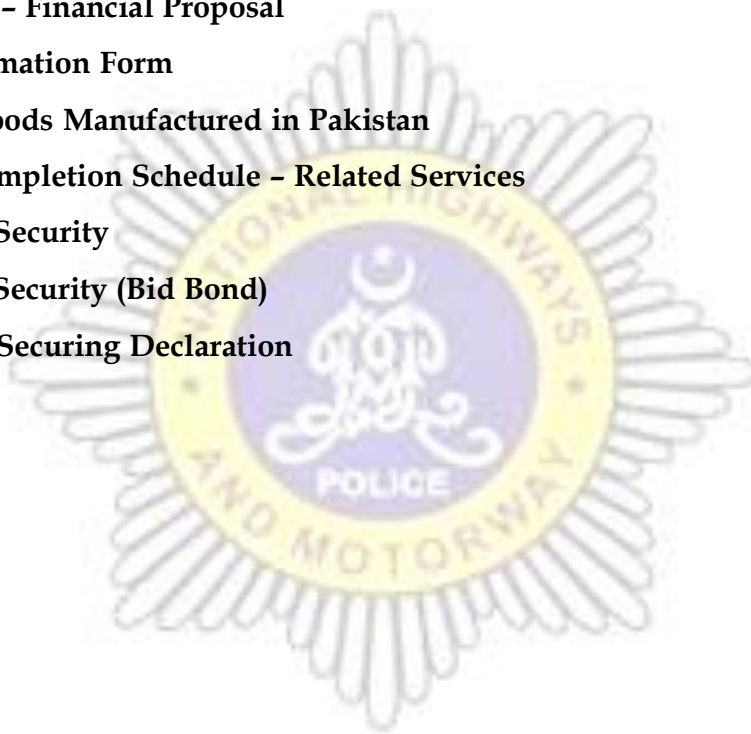 – Financial Proposal
mation Form
oods Manufactured in Pakistan
mpletion Schedule – Related Services
Security
Security (Bid Bond)
Securing Declaration
NATIONAL HIGHWAYS
POLICE
AND MOTORWAY